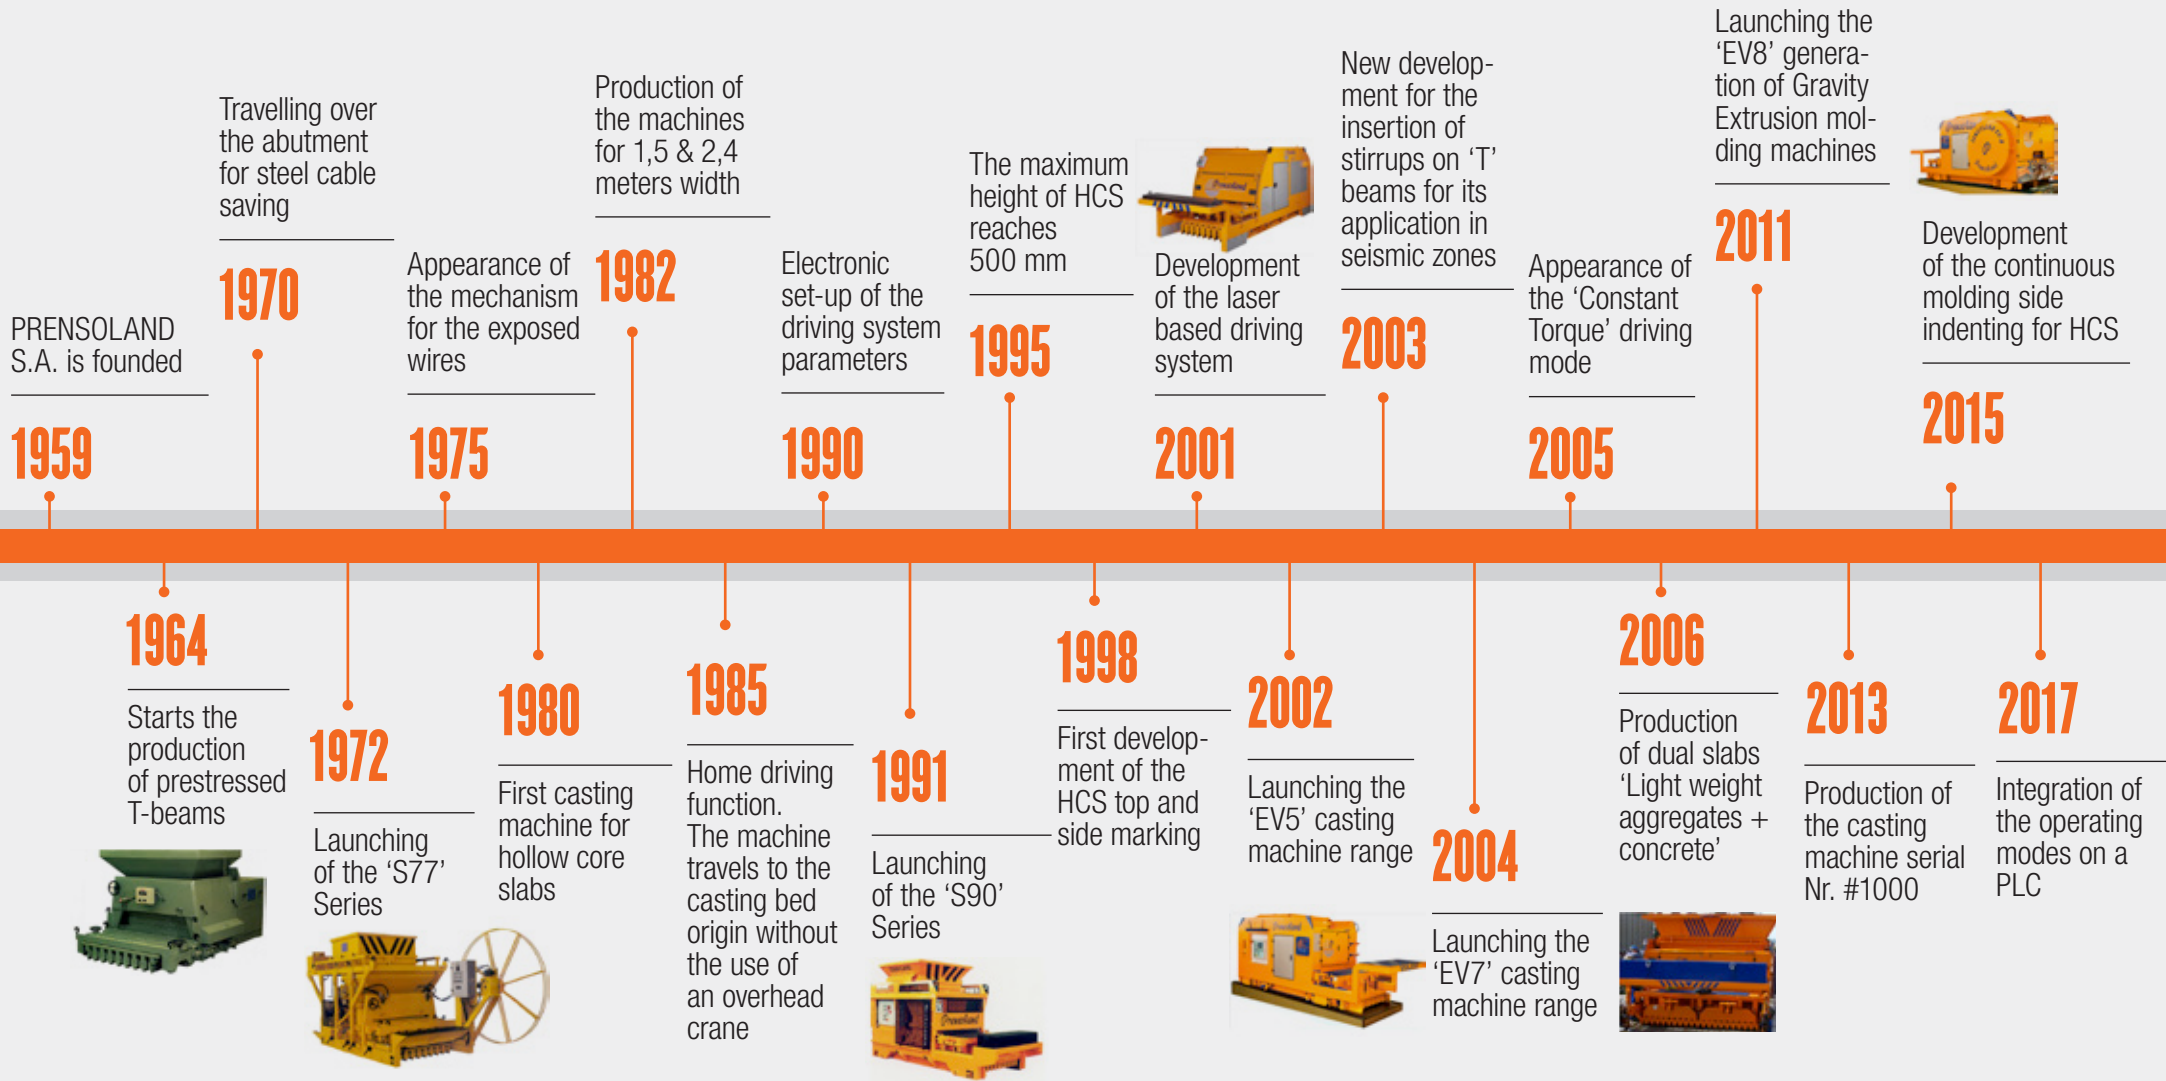 PRENSOLAND
S.A. is founded
1959
1964
Starts the
production
of prestressed
T-beams
Travelling over
the abutment
for steel cable
saving
1970
1972
Launching
of the ‘S77’
Series
Appearance of
the mechanism
for the exposed
wires
1975
1980
First casting
machine for
hollow core
slabs
Production of
the machines
for 1,5 & 2,4
meters width
1982
1985
Home driving
function.
The machine
travels to the
casting bed
origin without
the use of
an overhead
crane
Electronic
set-up of the
driving system
parameters
1990
1991
Launching
of the ‘S90’
Series
The maximum
height of HCS
reaches
500 mm
1995
1998
First develop-
ment of the
HCS top and
side marking
Development
of the laser
based driving
system
2001
2002
Launching the
‘EV5’ casting
machine range
New develop-
ment for the
insertion of
stirrups on ‘T’
beams for its
application in
seismic zones
2003
2004
Launching the
‘EV7’ casting
machine range
Appearance of
the ‘Constant
Torque’ driving
mode
2005
2006
Production
of dual slabs
‘Light weight
aggregates +
concrete’
Launching the
‘EV8’ genera-
tion of Gravity
Extrusion mol-
ding machines
2011
2013
Production of
the casting
machine serial
Nr. #1000
Development
of the continuous
molding side
indenting for HCS
2015
2017
Integration of
the operating
modes on a
PLC